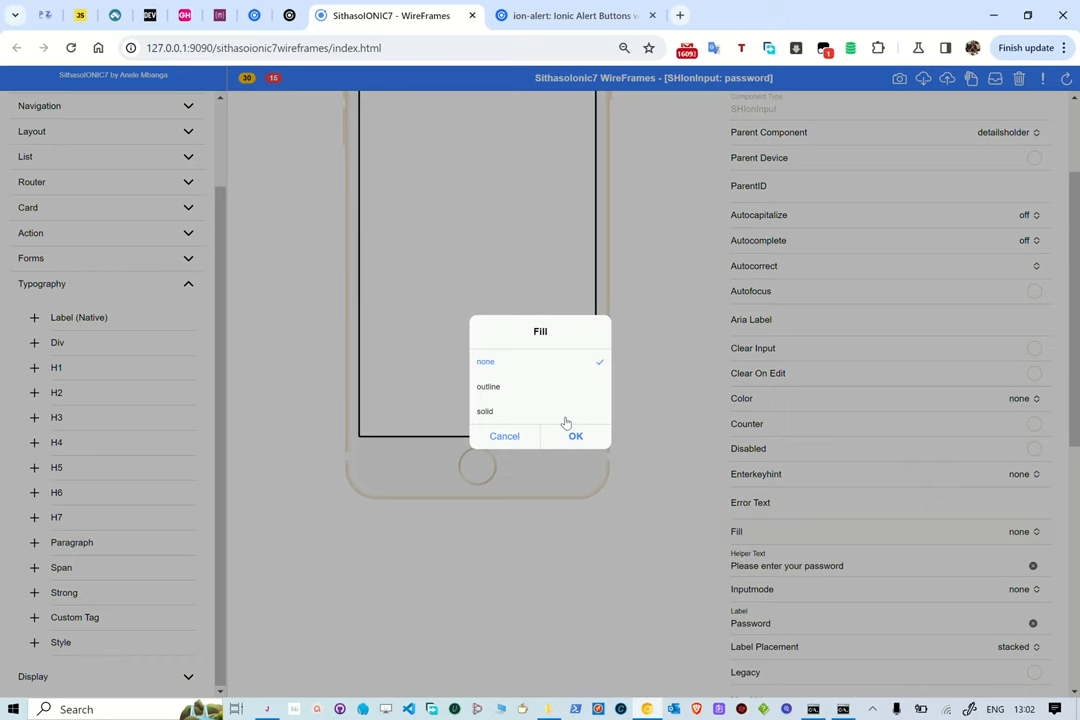 SithasoIONIC7 - WireFrames
ion-alert: Ionic Alert Buttons w
127.0.0.1:9090/sithasoionic7wireframes/index.html
Finish update
SithasoIONIC7 by Anele Mbanga
30
15
SithasoIonic7 WireFrames - [SHIonInput: password]
Navigation
Layout
List
Router
Card
Action
Forms
Typography
Label (Native)
Div
H1
H2
H3
H4
H5
H6
H7
Paragraph
Span
Strong
Custom Tag
Style
Display
Fill
none
outline
solid
Cancel
OK
Component Type
SHIonInput
Parent Component
detailsholder
Parent Device
ParentID
Autocapitalize
off
Autocomplete
off
Autocorrect
Autofocus
Aria Label
Clear Input
Clear On Edit
Color
none
Counter
Disabled
Enterkeyhint
none
Error Text
Fill
none
Helper Text
Please enter your password
Inputmode
none
Label
Password
Label Placement
stacked
Legacy
Search
ENG
13:02